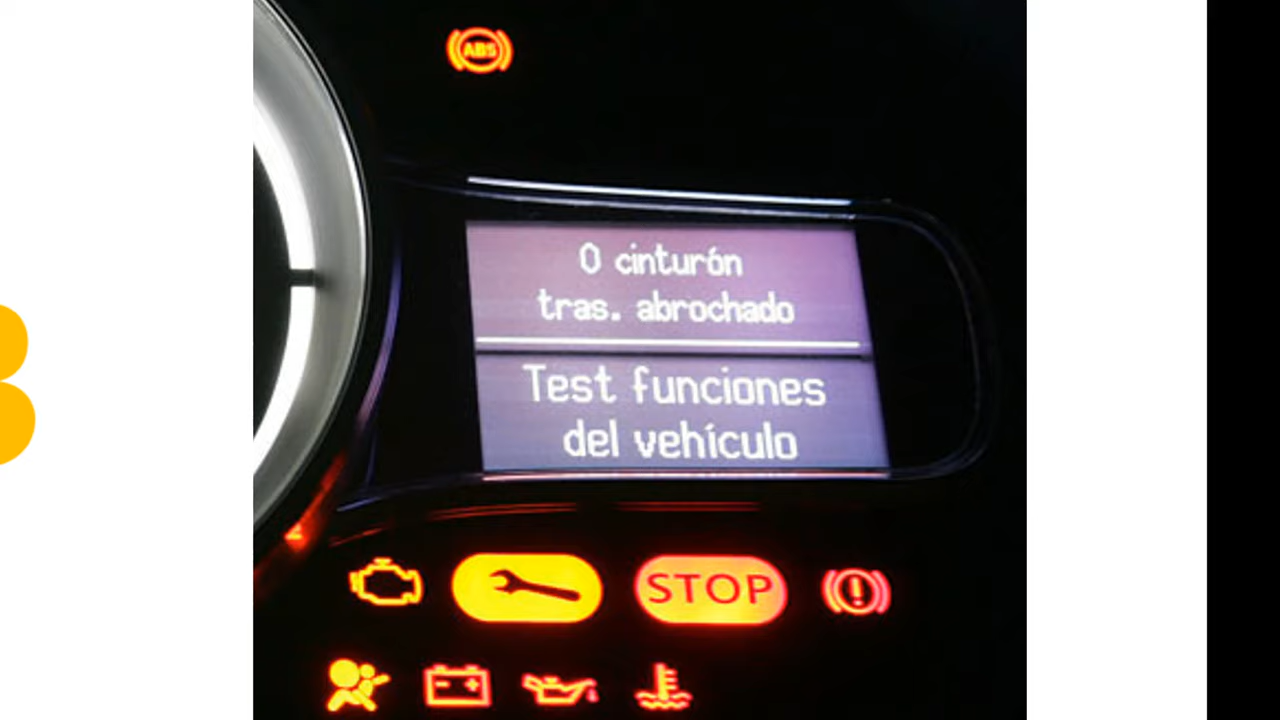 ABS
0 cinturón
tras. abrochado
Test funciones
del vehículo
STOP